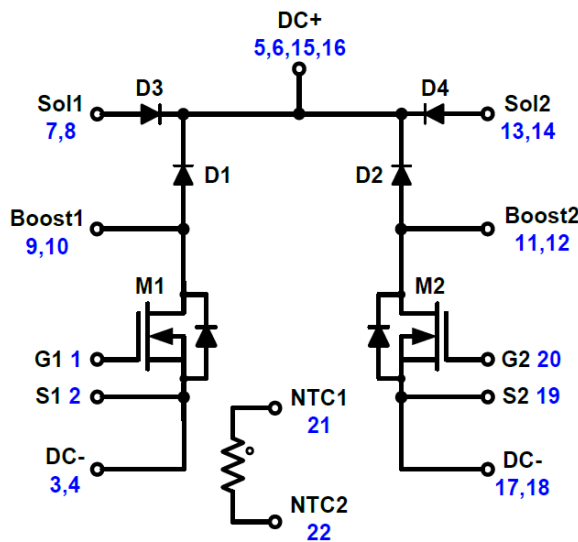 DC+
5,6,15,16
D3
D4
Sol1
7,8
Sol2
13,14
D1
D2
Boost1
9,10
Boost2
11,12
M1
M2
G1 1
G2 20
S1 2
S2 19
NTC1
21
DC-
3,4
DC-
17,18
NTC2
22